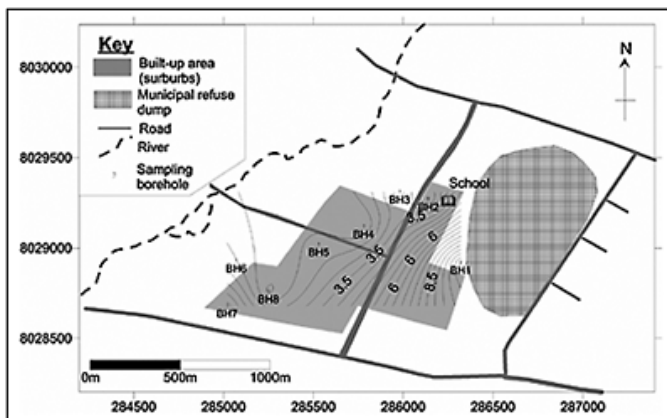 Key
Built-up area
(suburbs)
Municipal refuse
dump
Road
River
Sampling
borehole
N
8030000
8029500
8029000
8028500
School
BH3
BH2
3.5
BH4
BH5
3.5
6
BH1
BH6
6
8.5
3.5
6
BH8
BH7
0m
500m
1000m
284500
285000
285500
286000
286500
287000